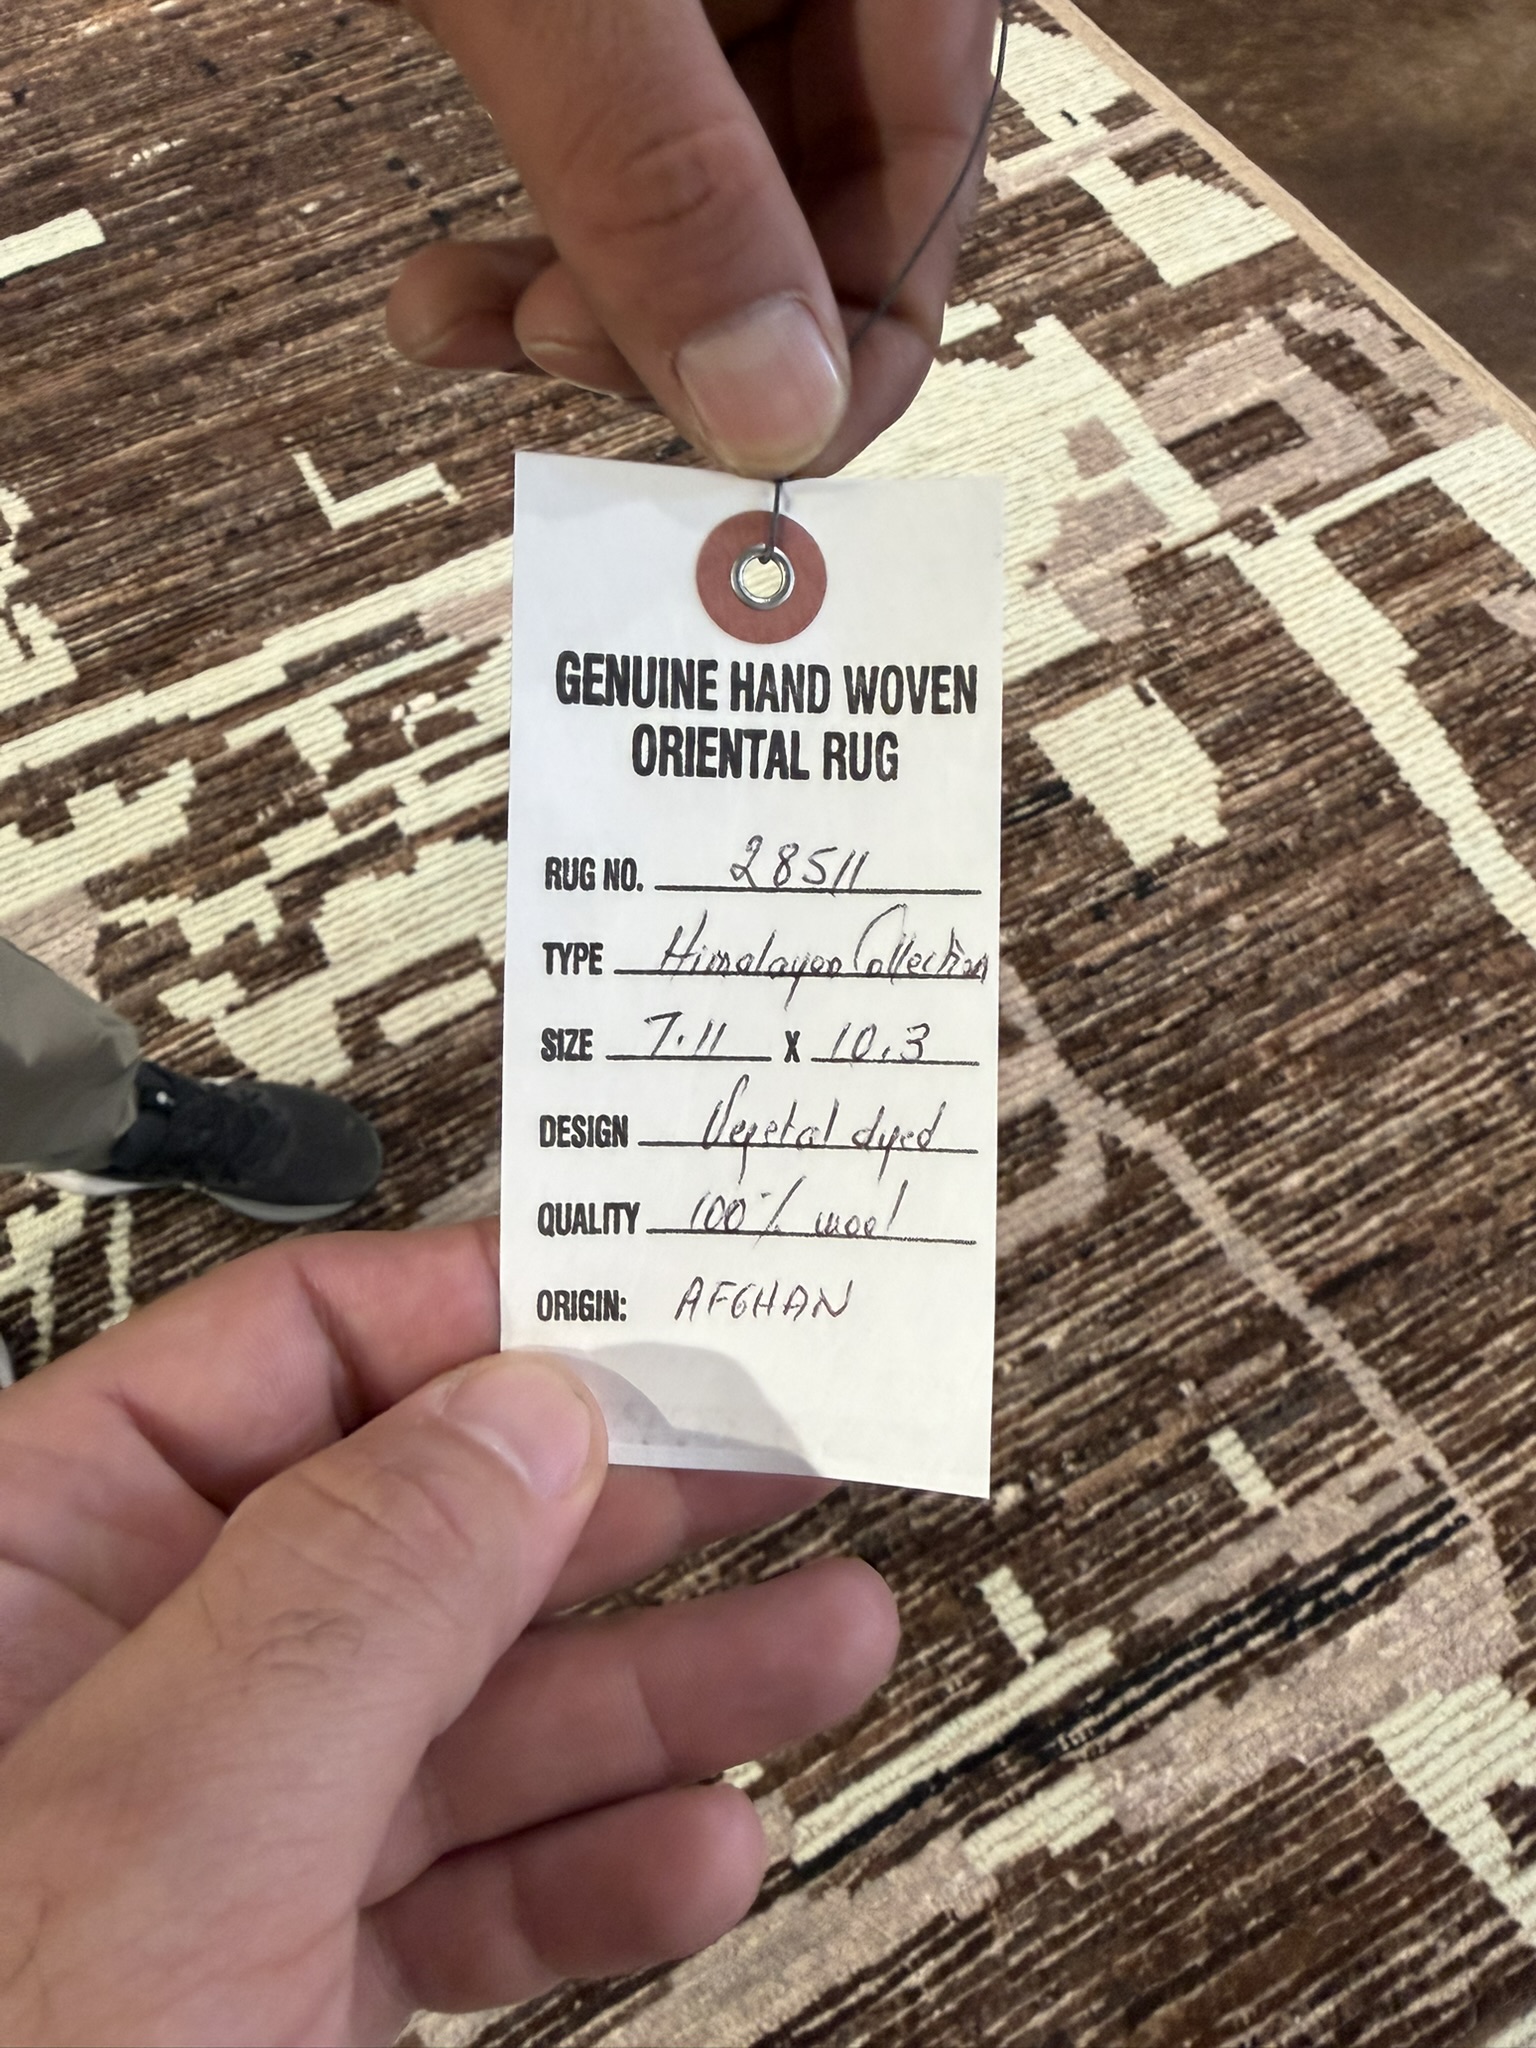 GENUINE HAND WOVEN
ORIENTAL RUG
RUG NO. 28511
TYPE Himalayan Collection
SIZE 7.11 X 10.3
DESIGN Vegetal dyed
QUALITY 100% wool
ORIGIN: AFGHAN